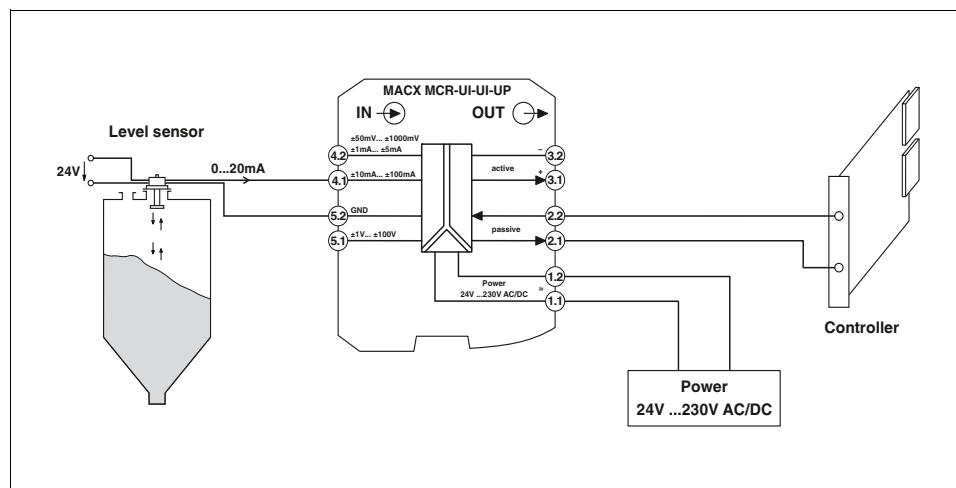 MACX MCR-UI-UI-UP
IN
OUT
Level sensor
24V
0...20mA
±50mV... ±1000mV
±1mA... ±5mA
±10mA... ±100mA
GND
±1V... ±100V
4.2
4.1
5.2
5.1
active
passive
–
+
3.2
3.1
2.2
2.1
1.2
1.1
Power
24V ...230V AC/DC
Controller
Power
24V ...230V AC/DC